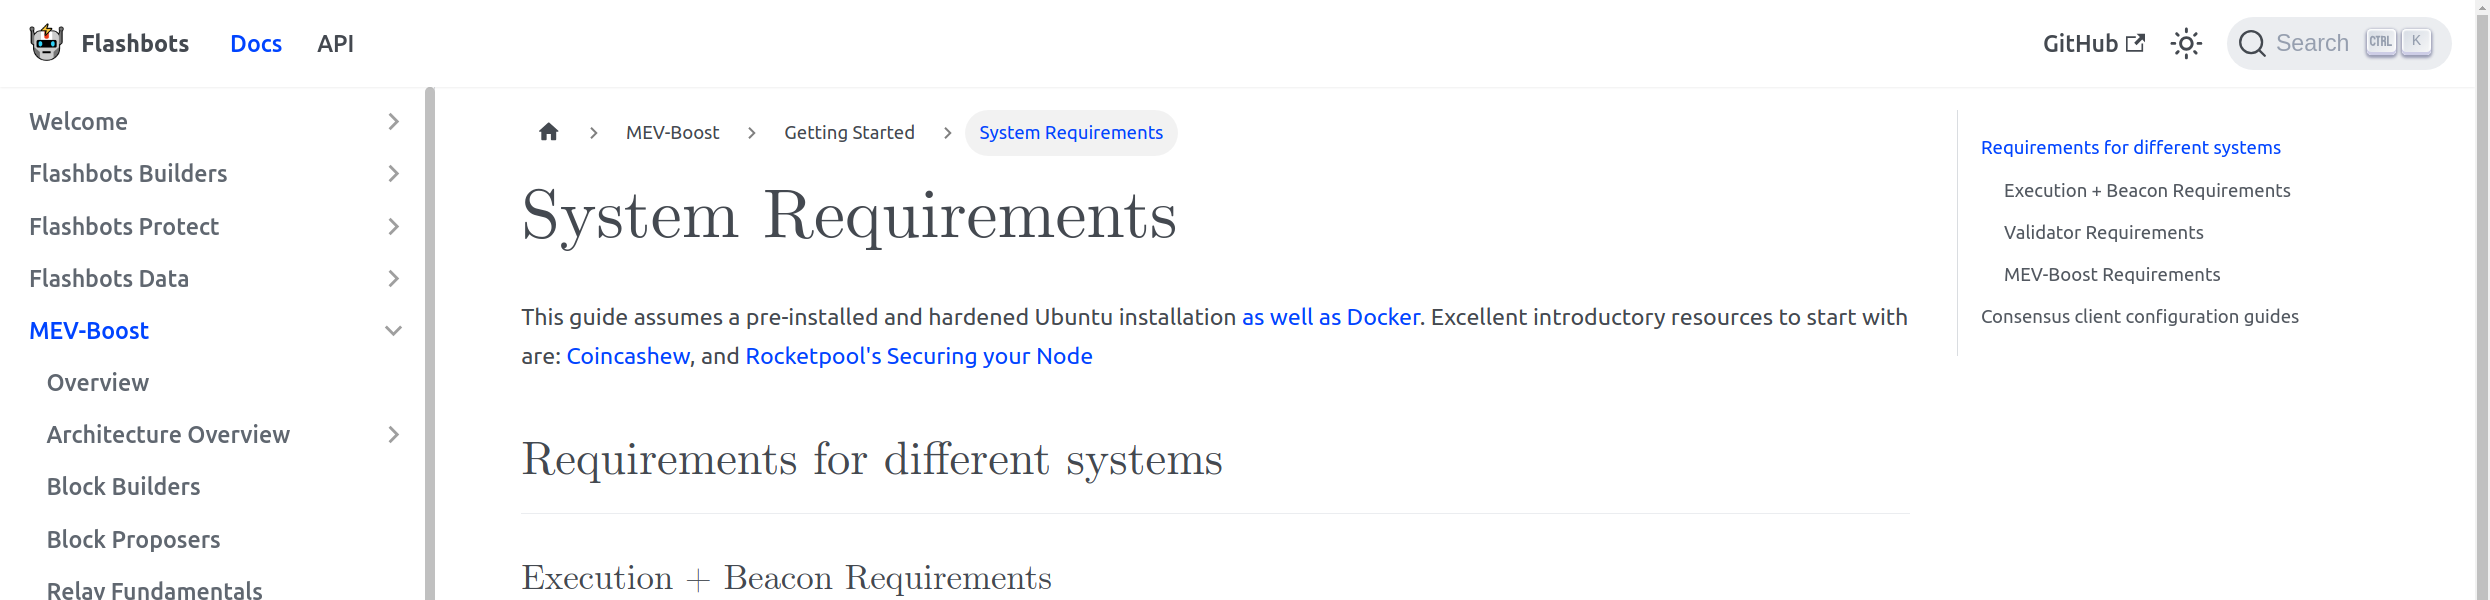 Flashbots Docs API GitHub Search CTRL K
Welcome
Flashbots Builders
Flashbots Protect
Flashbots Data
MEV-Boost
Overview
Architecture Overview
Block Builders
Block Proposers
Relay Fundamentals
MEV-Boost Getting Started System Requirements
System Requirements
This guide assumes a pre-installed and hardened Ubuntu installation as well as Docker. Excellent introductory resources to start with
are: Coincashew, and Rocketpool's Securing your Node
Requirements for different systems
Execution + Beacon Requirements
Requirements for different systems
Execution + Beacon Requirements
Validator Requirements
MEV-Boost Requirements
Consensus client configuration guides